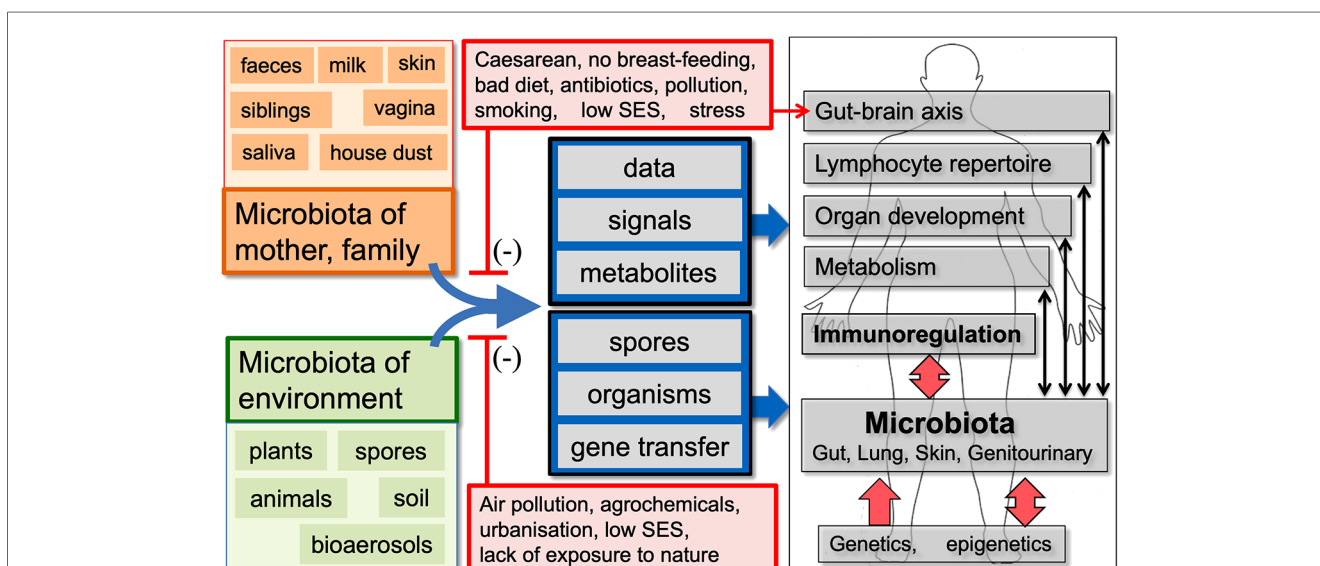 faeces milk skin
siblings vagina
saliva house dust
Microbiota of
mother, family
Microbiota of
environment
plants spores
animals soil
bioaerosols
Caesarean, no breast-feeding,
bad diet, antibiotics, pollution,
smoking, low SES, stress
(-)
(-)
data
signals
metabolites
spores
organisms
gene transfer
Air pollution, agrochemicals,
urbanisation, low SES,
lack of exposure to nature
Gut-brain axis
Lymphocyte repertoire
Organ development
Metabolism
Immunoregulation
Microbiota
Gut, Lung, Skin, Genitourinary
Genetics, epigenetics